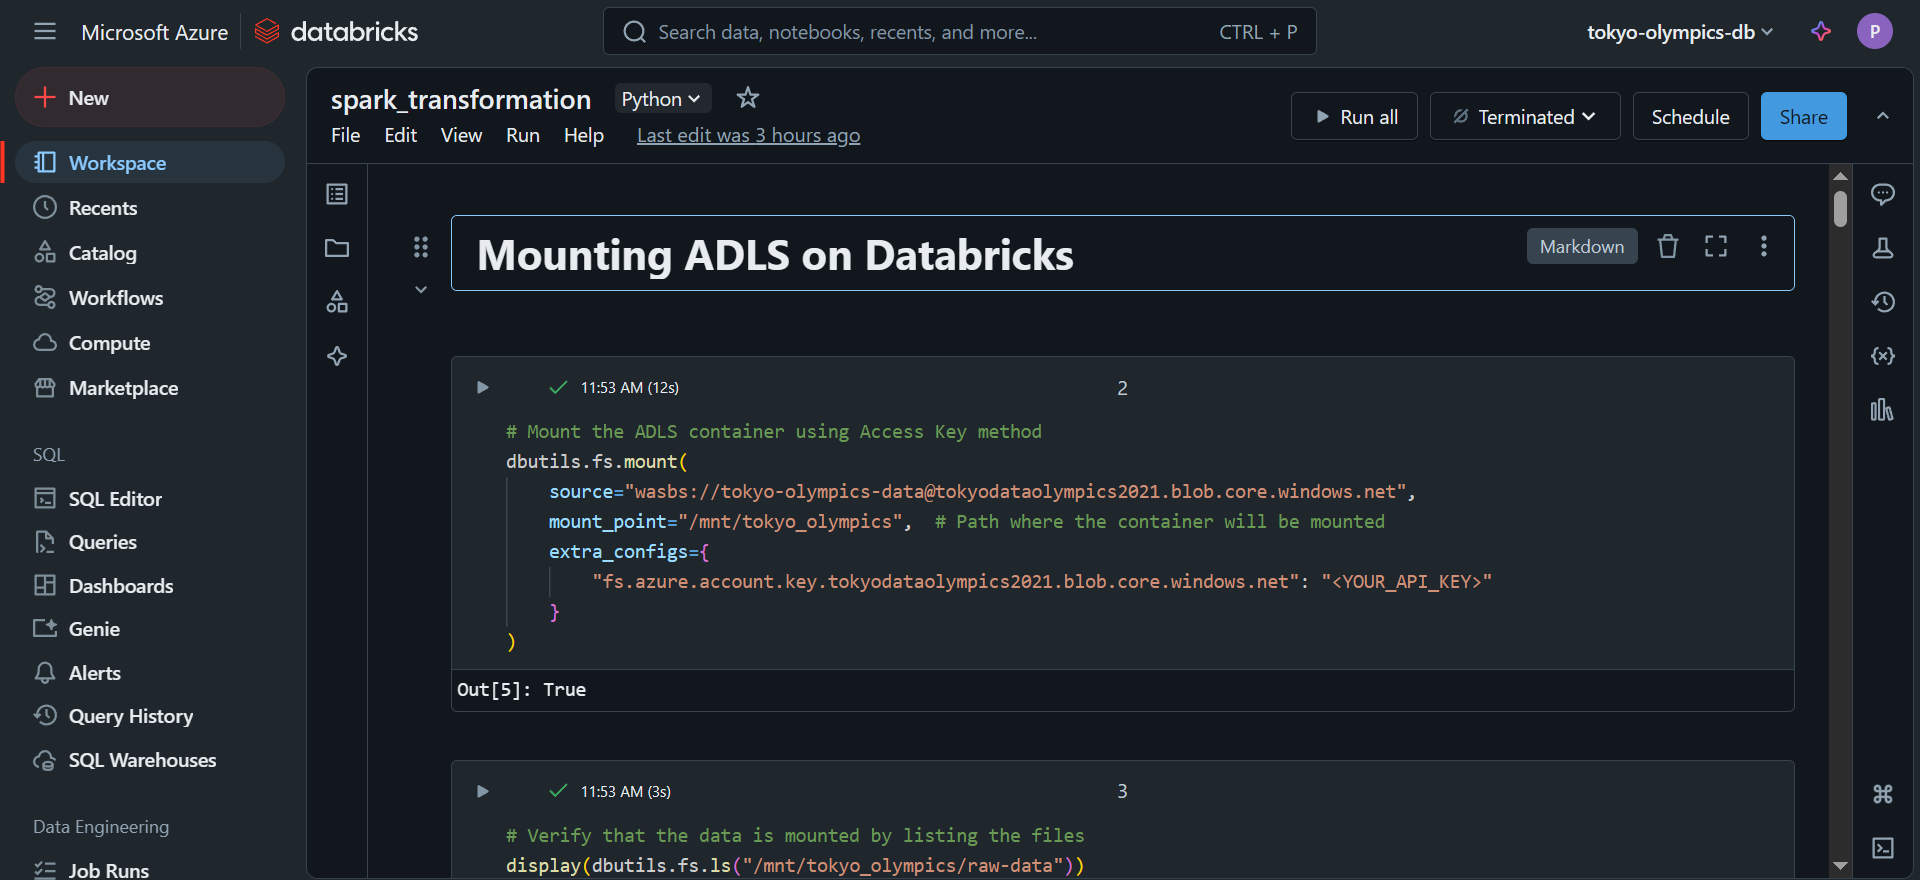 Microsoft Azure
databricks
Search data, notebooks, recents, and more...
CTRL + P
tokyo-olympics-db
P
New
Workspace
Recents
Catalog
Workflows
Compute
Marketplace
SQL
SQL Editor
Queries
Dashboards
Genie
Alerts
Query History
SQL Warehouses
Data Engineering
Job Runs
spark_transformation
Python
File Edit View Run Help Last edit was 3 hours ago
Run all
Terminated
Schedule
Share
Mounting ADLS on Databricks
Markdown
11:53 AM (12s)
2
# Mount the ADLS container using Access Key method
dbutils.fs.mount(
source="wasbs://tokyo-olympics-data@tokyodataolympics2021.blob.core.windows.net",
mount_point="/mnt/tokyo_olympics",  # Path where the container will be mounted
extra_configs={
"fs.azure.account.key.tokyodataolympics2021.blob.core.windows.net": "<YOUR_API_KEY>"
}
)
Out[5]: True
11:53 AM (3s)
3
# Verify that the data is mounted by listing the files
display(dbutils.fs.ls("/mnt/tokyo_olympics/raw-data"))